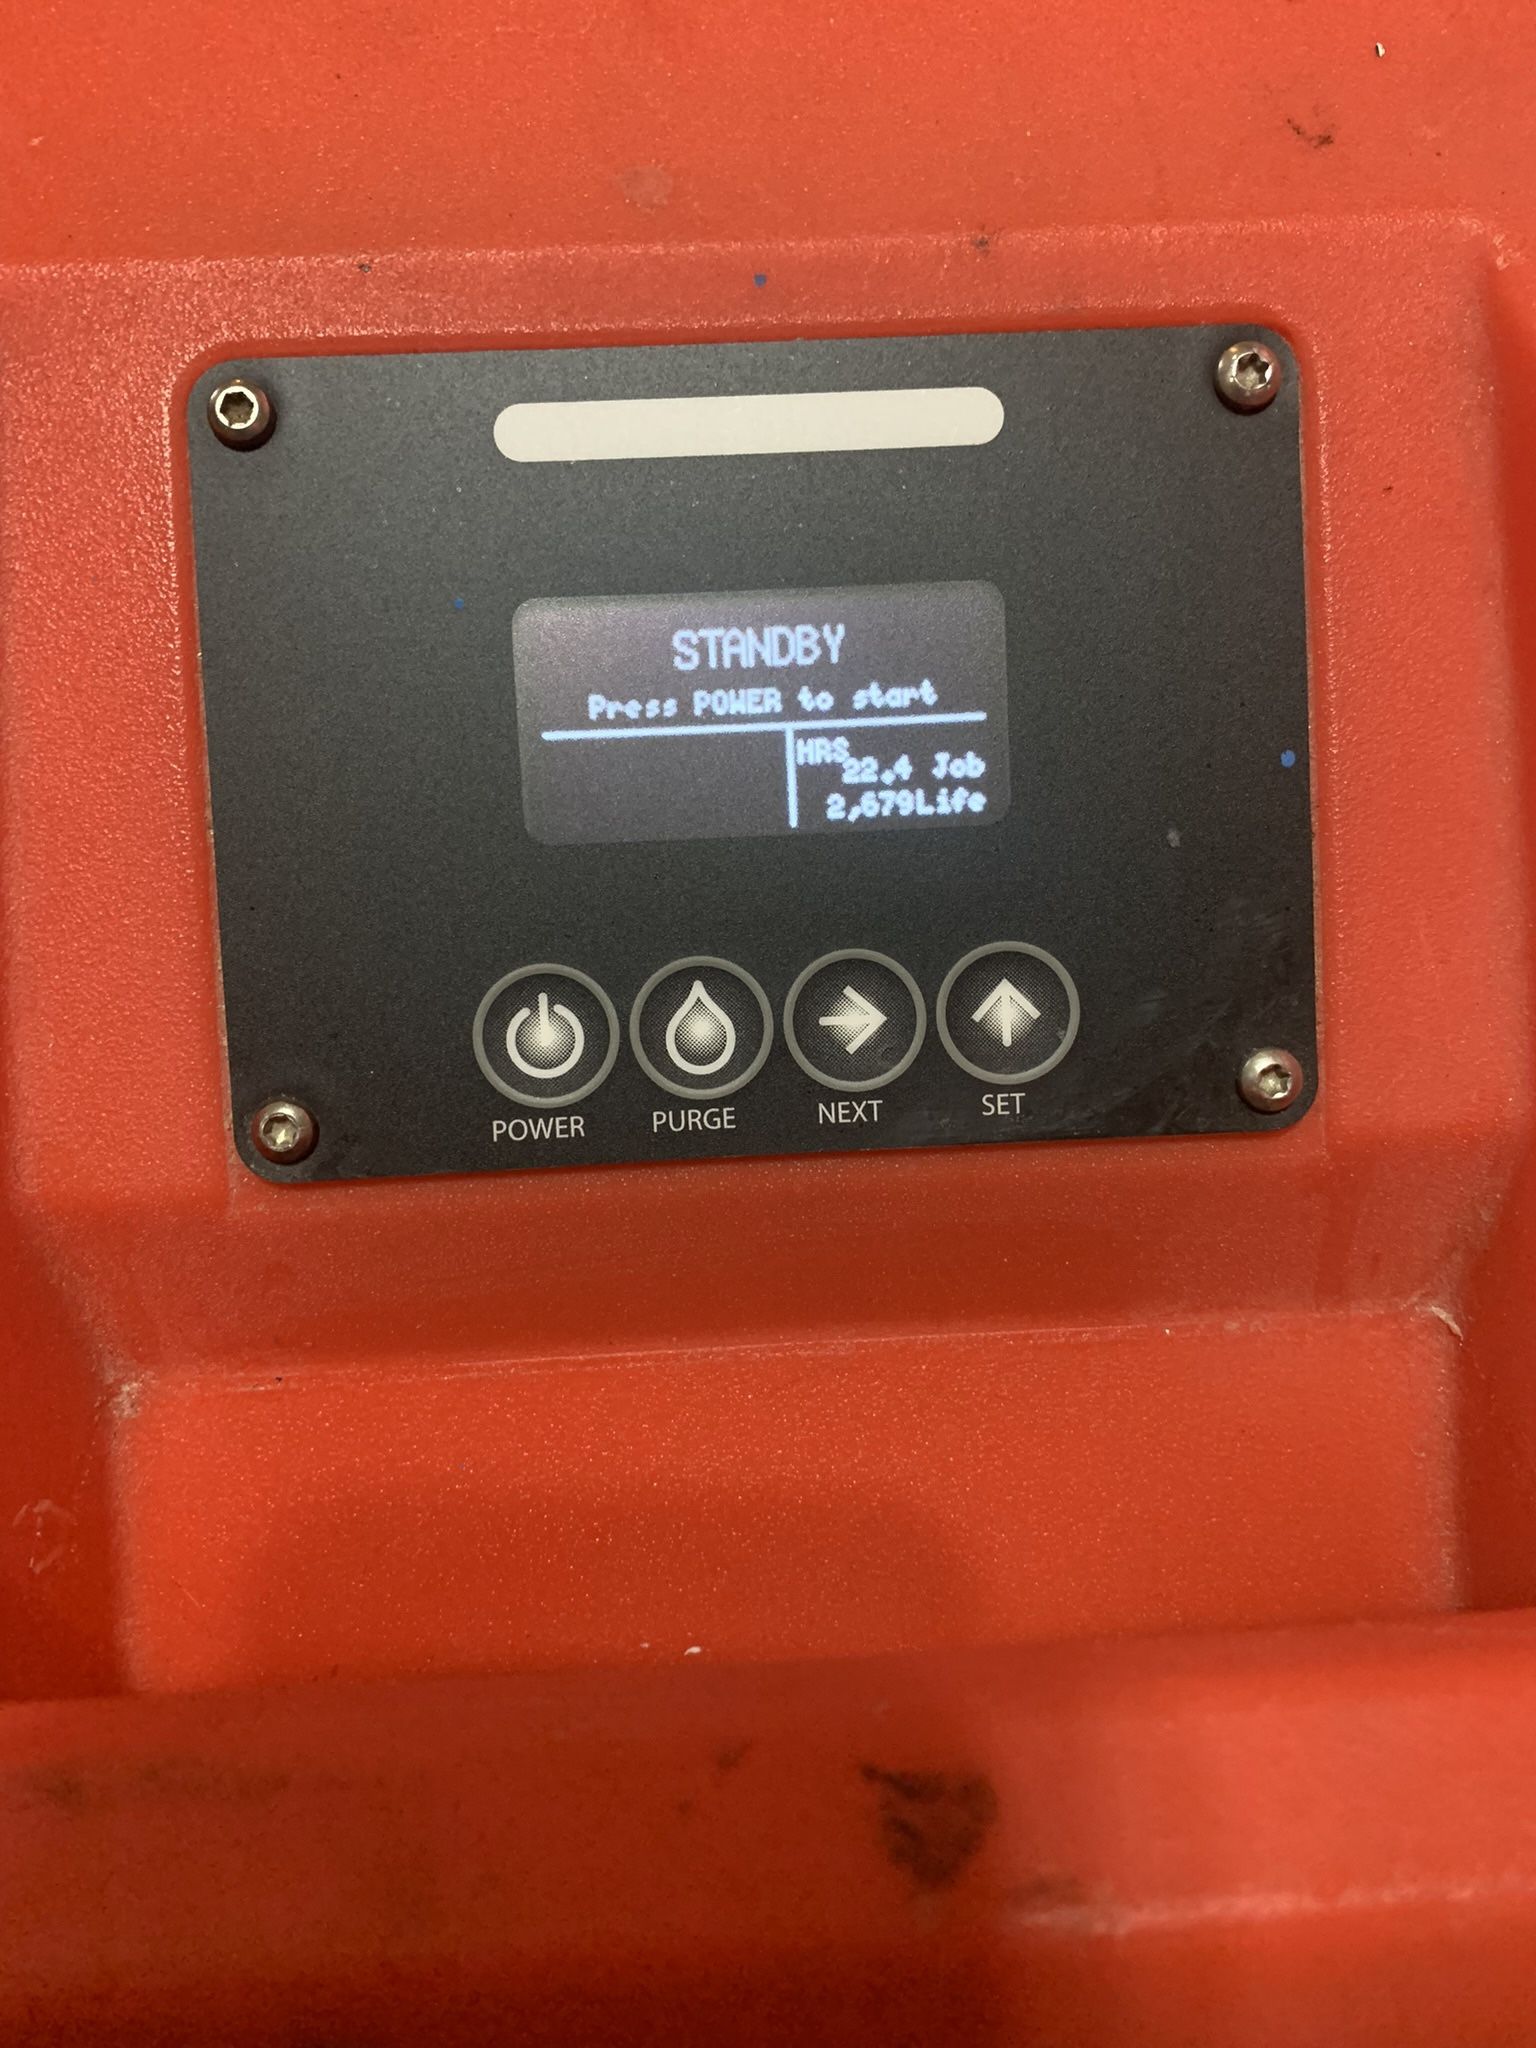 STANDBY
Press POWER to start
HRS
22.4 Job
2,679Life
POWER
PURGE
NEXT
SET